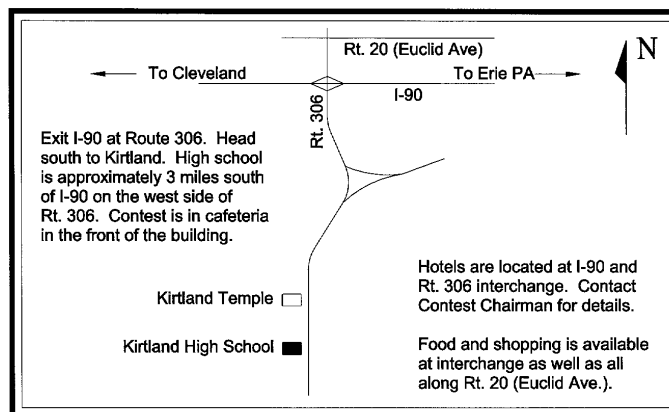 Rt. 20 (Euclid Ave)
N
To Cleveland
To Erie PA
I-90
Rt. 306
Exit I-90 at Route 306. Head
south to Kirtland. High school
is approximately 3 miles south
of I-90 on the west side of
Rt. 306. Contest is in cafeteria
in the front of the building.
Hotels are located at I-90 and
Rt. 306 interchange. Contact
Contest Chairman for details.
Kirtland Temple
Kirtland High School
Food and shopping is available
at interchange as well as all
along Rt. 20 (Euclid Ave.).